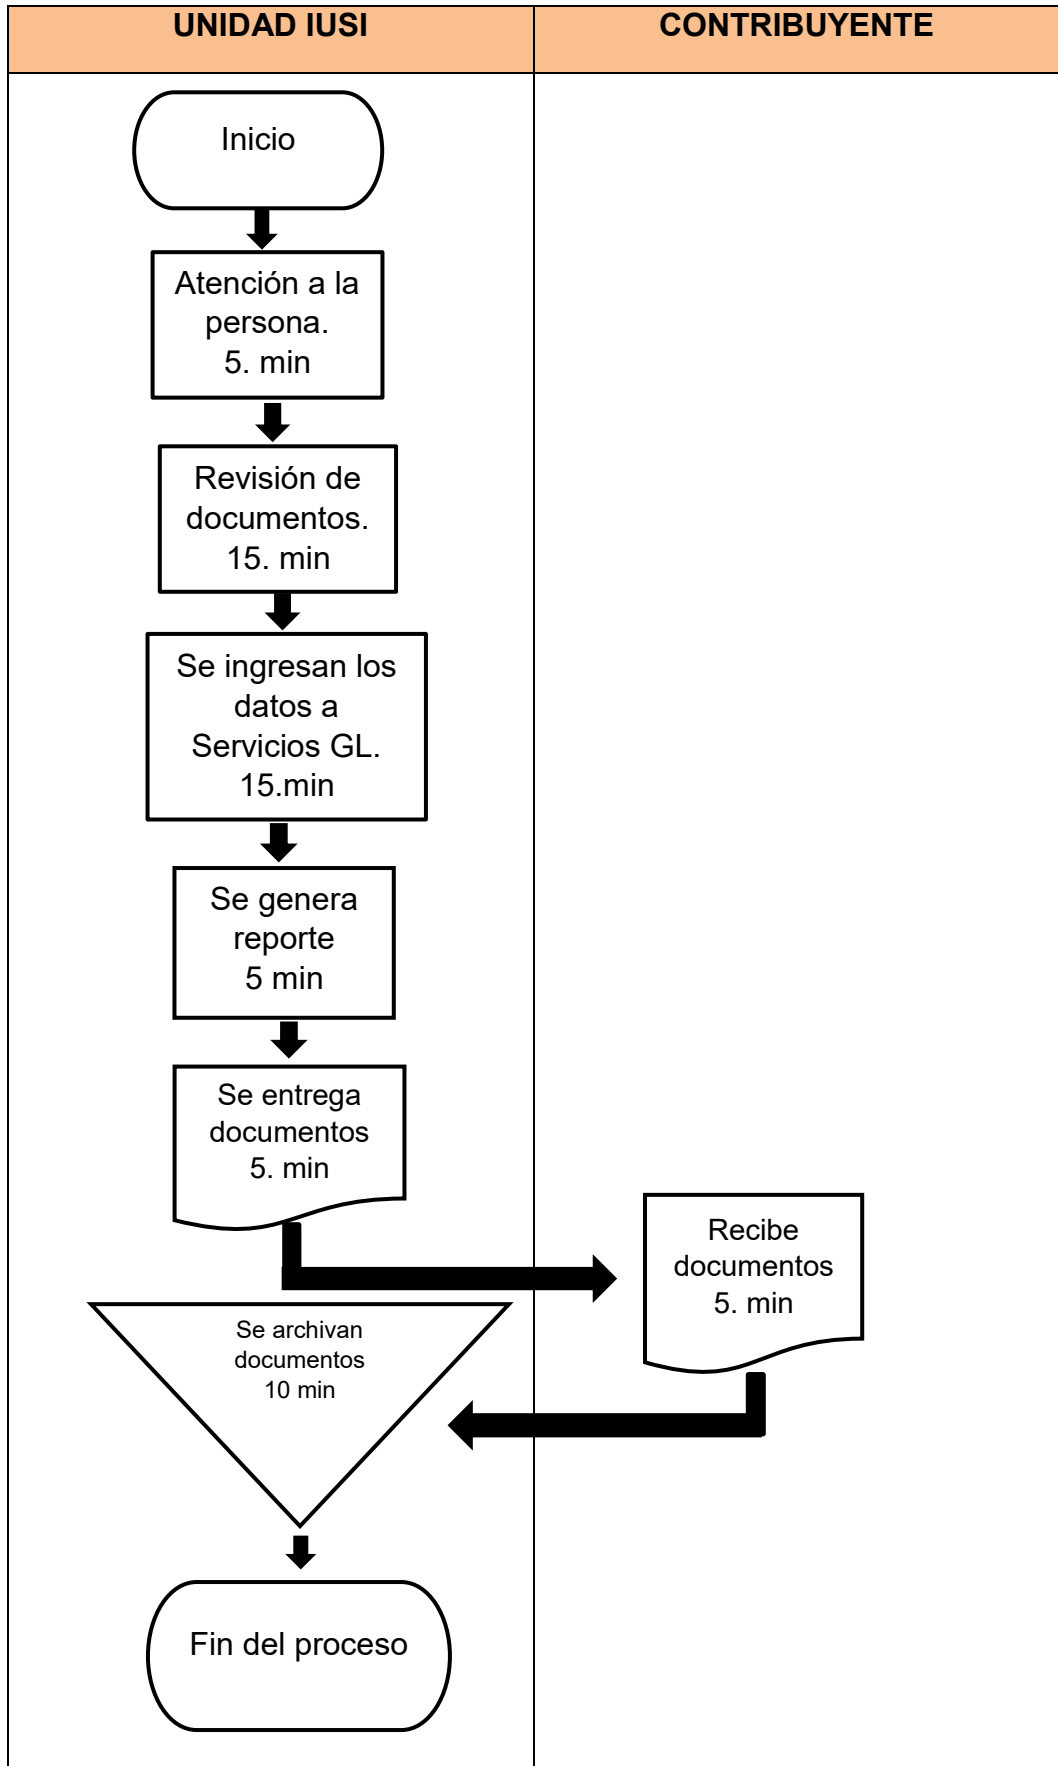 UNIDAD IUSI
CONTRIBUYENTE
Inicio
Atención a la
persona.
5. min
Revisión de
documentos.
15. min
Se ingresan los
datos a
Servicios GL.
15.min
Se genera
reporte
5 min
Se entrega
documentos
5. min
Recibe
documentos
5. min
Se archivan
documentos
10 min
Fin del proceso